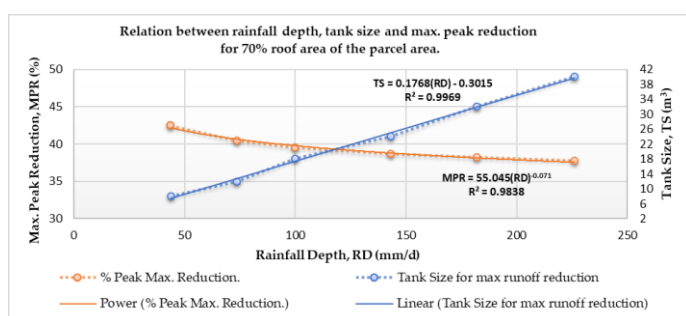 Relation between rainfall depth, tank size and max. peak reduction
for 70% roof area of the parcel area.
Max. Peak Reduction, MPR (%)
50
45
40
35
30
TS = 0.1768(RD) - 0.3015
R² = 0.9969
MPR = 55.045(RD)^-0.071
R² = 0.9838
42
38
34
30
26
22
18
14
10
6
2
Tank Size, TS (m³)
0
50
100
150
200
250
Rainfall Depth, RD (mm/d)
% Peak Max. Reduction.
Tank Size for max runoff reduction
Power (% Peak Max. Reduction.)
Linear (Tank Size for max runoff reduction)